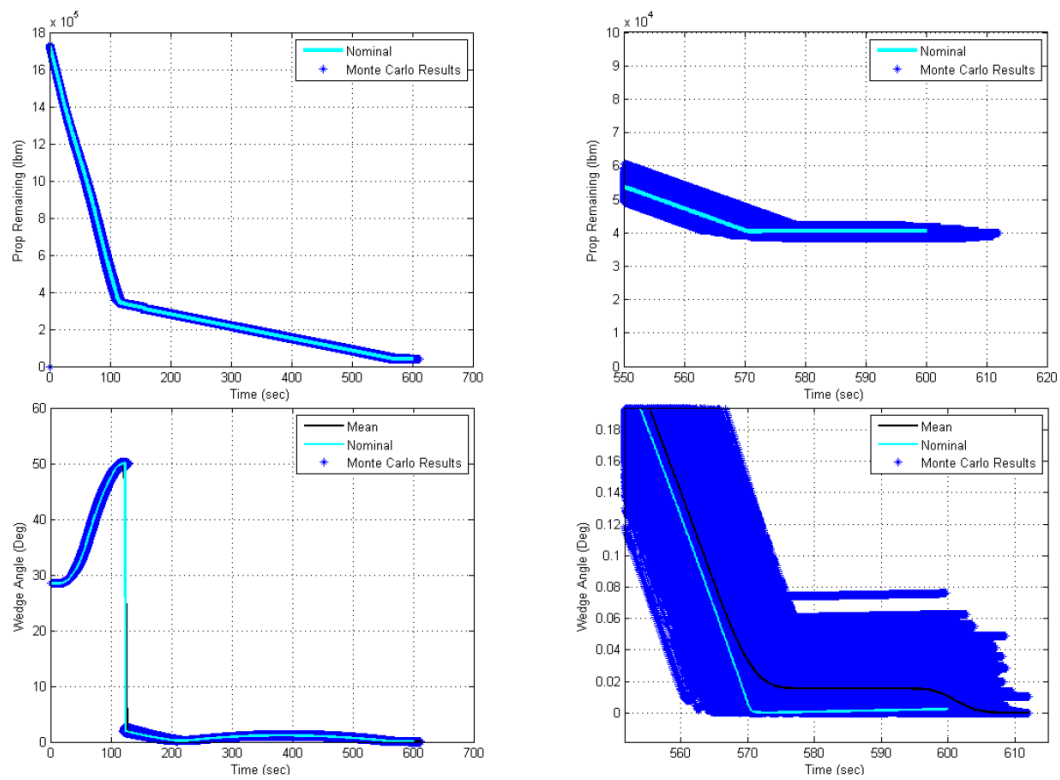 x 10⁵
18
16
14
12
10
8
6
4
2
0
Prop Remaining (lbm)
0 100 200 300 400 500 600 700
Time (sec)
Nominal
Monte Carlo Results
x 10⁴
10
9
8
7
6
5
4
3
2
1
0
Prop Remaining (lbm)
550 560 570 580 590 600 610 620
Time (sec)
Nominal
Monte Carlo Results
60
50
40
30
20
10
0
Wedge Angle (Deg)
0 100 200 300 400 500 600 700
Time (sec)
Mean
Nominal
Monte Carlo Results
0.18
0.16
0.14
0.12
0.1
0.08
0.06
0.04
0.02
0
Wedge Angle (Deg)
560 570 580 590 600 610
Time (sec)
Mean
Nominal
Monte Carlo Results